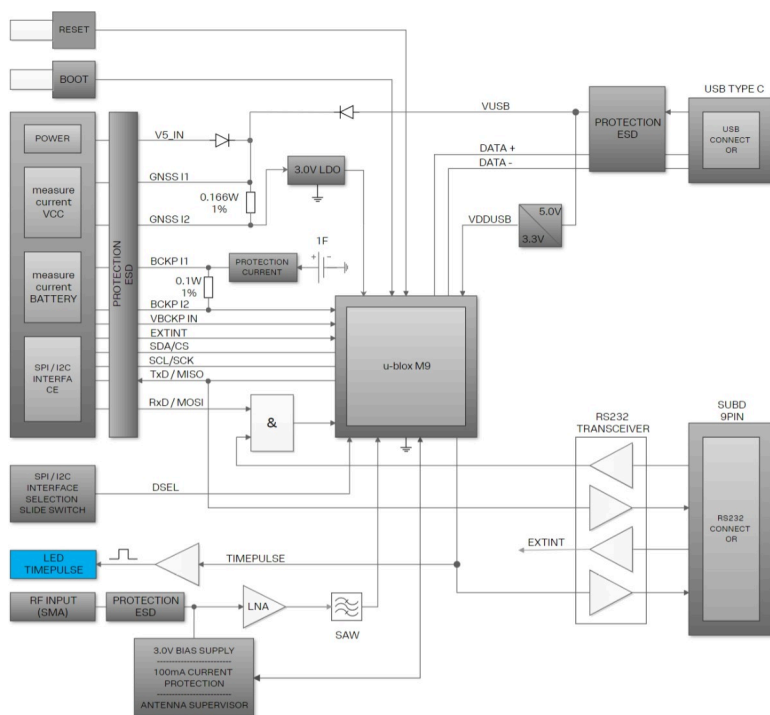 RESET
BOOT
POWER
measure
current
VCC
measure
current
BATTERY
SPI / I2C
INTERFA
CE
PROTECTION
ESD
V5_IN
GNSS I1
0.166W
1%
GNSS I2
3.0V LDO
BCKP I1
0.1W
1%
PROTECTION
CURRENT
1F
+ -
BCKP I2
VBCKP IN
EXTINT
SDA/CS
SCL/SCK
TxD / MISO
RxD / MOSI
&
u-blox M9
VUSB
DATA +
DATA -
VDDUSB
5.0V
3.3V
PROTECTION
ESD
USB TYPE C
USB
CONNECT
OR
SPI / I2C
INTERFACE
SELECTION
SLIDE SWITCH
DSEL
RS232
TRANSCEIVER
EXTINT
SUBD
9PIN
RS232
CONNECT
OR
LED
TIMEPULSE
TIMEPULSE
RF INPUT
(SMA)
PROTECTION
ESD
LNA
SAW
3.0V BIAS SUPPLY
100mA CURRENT
PROTECTION
ANTENNA SUPERVISOR